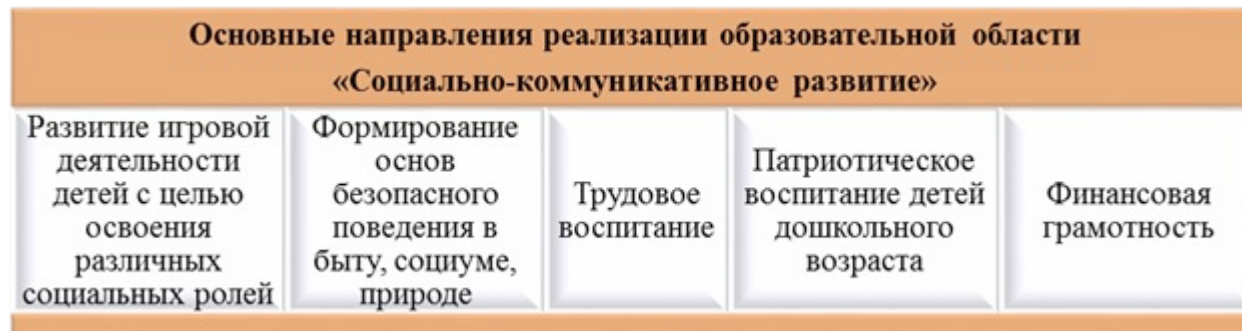 Основные направления реализации образовательной области
«Социально-коммуникативное развитие»
Развитие игровой
деятельности
детей с целью
освоения
различных
социальных ролей
Формирование
основ
безопасного
поведения в
быту, социуме,
природе
Трудовое
воспитание
Патриотическое
воспитание детей
дошкольного
возраста
Финансовая
грамотность